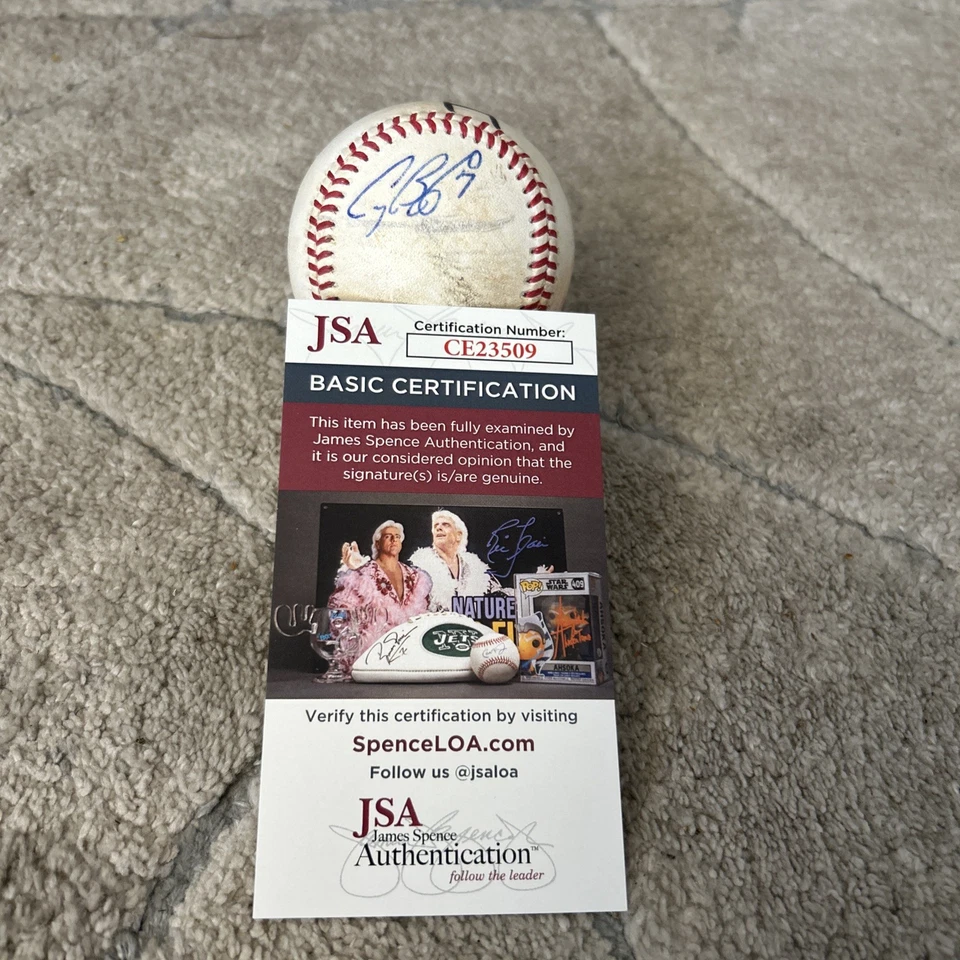 JSA
Certification Number:
CE23509
BASIC CERTIFICATION
This item has been fully examined by
James Spence Authentication, and
it is our considered opinion that the
signature(s) is/are genuine.
NATURE
JETS
POP!
STAR
WARS
409
AHSOKA
Verify this certification by visiting
SpenceLOA.com
Follow us @jsaloa
JSA
James Spence
Authentication™
follow the leader